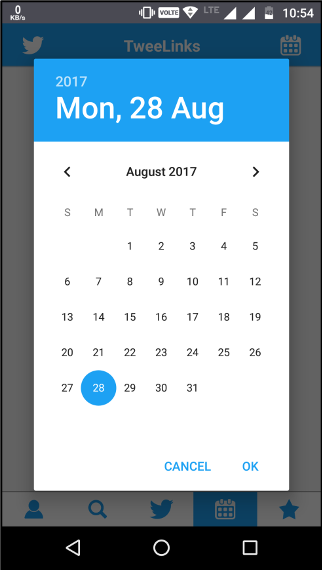 0
KB/s VOLTE LTE 10:54
TweeLinks
2017
Mon, 28 Aug
August 2017
S M T W T F S
1 2 3 4 5
6 7 8 9 10 11 12
13 14 15 16 17 18 19
20 21 22 23 24 25 26
27 28 29 30 31
CANCEL OK